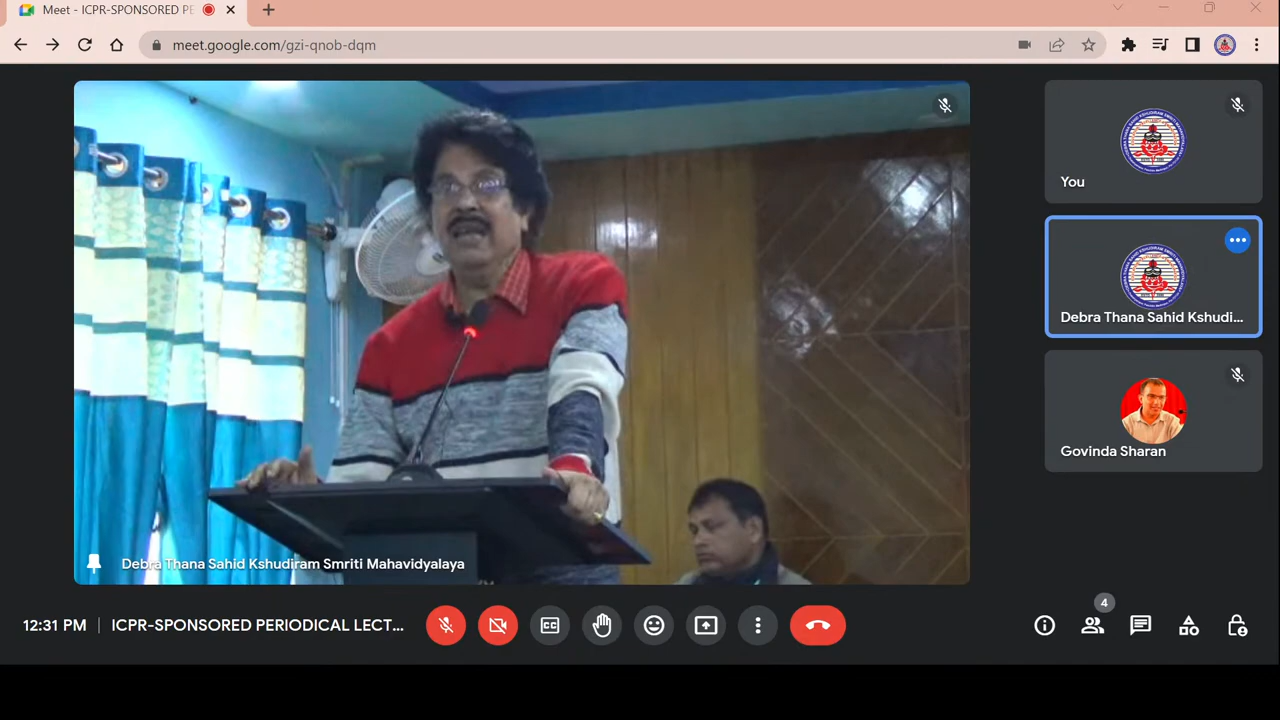 Meet - ICPR-SPONSORED PE
meet.google.com/gzi-qnob-dqm
You
Debra Thana Sahid Kshudi...
Govinda Sharan
Debra Thana Sahid Kshudiram Smriti Mahavidyalaya
4
12:31 PM | ICPR-SPONSORED PERIODICAL LECT...
CC